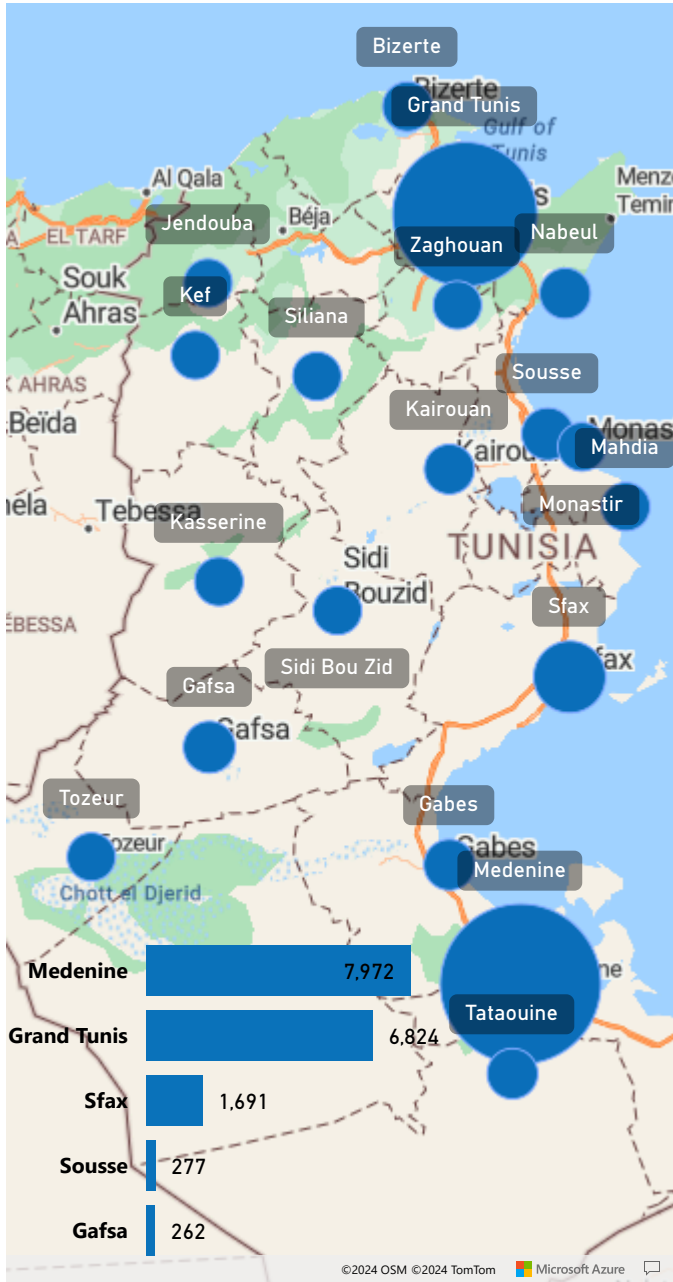 Bizerte
Bizerte
Grand Tunis
Gulf of
Tunis
Al Qala
Menz
Temin
Jendouba
Béja
EL TARF
Zaghouan
Nabeul
Souk
Ahras
Kef
Siliana
Sousse
K AHRAS
Kairouan
Beïda
Monas
Mahdia
Kairou
Tebessa
Monastir
Kasserine
TUNISIA
Sidi
Bouzid
Sfax
ÉBESSA
Sidi Bou Zid
fax
Gafsa
Gafsa
Tozeur
Gabes
ozeur
Gabes
Medenine
Chott el Djerid
Medenine
7,972
ne
Tataouine
Grand Tunis
6,824
Sfax
1,691
Sousse
277
Gafsa
262
©2024 OSM ©2024 TomTom
Microsoft Azure